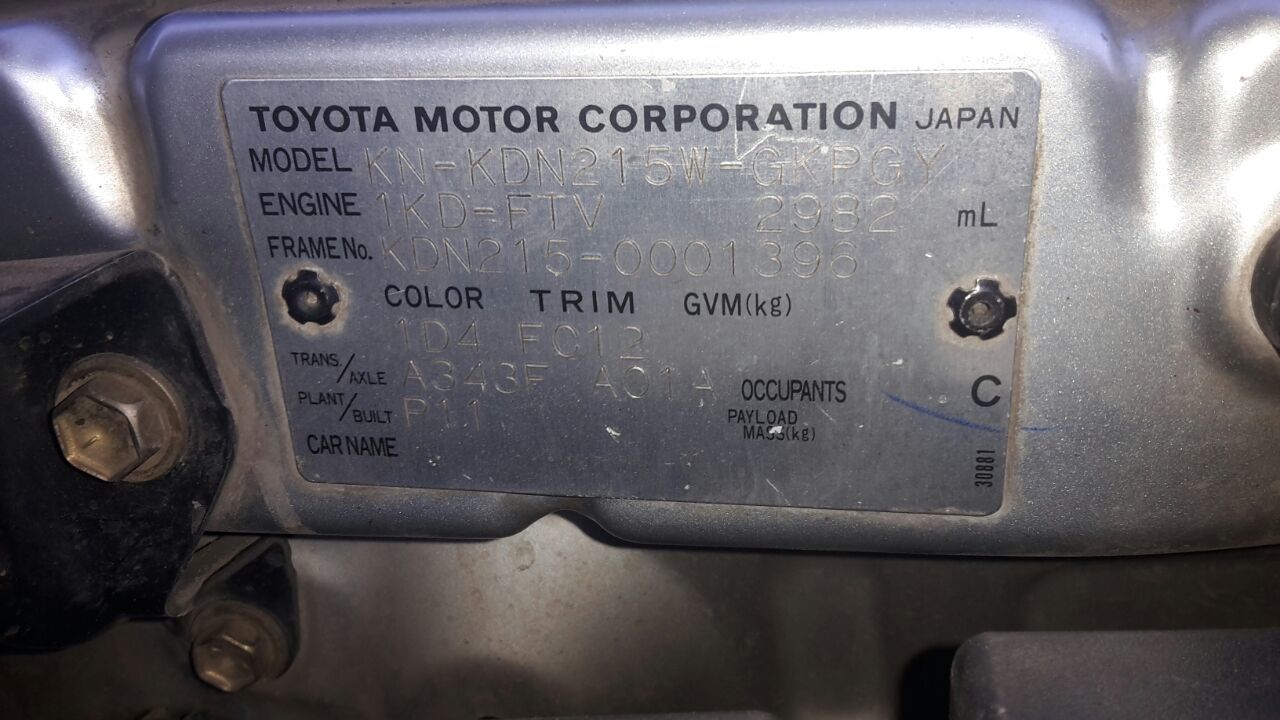 TOYOTA MOTOR CORPORATION JAPAN
MODEL KN-KDN215W-GKPGY
ENGINE 1KD-FTV 2982 mL
FRAME No. KDN215-0001396
COLOR TRIM GVM(kg)
1D4 FC12
TRANS./AXLE A343F A01A OCCUPANTS C
PLANT/BUILT P11 PAYLOAD MASS(kg)
CAR NAME
30881